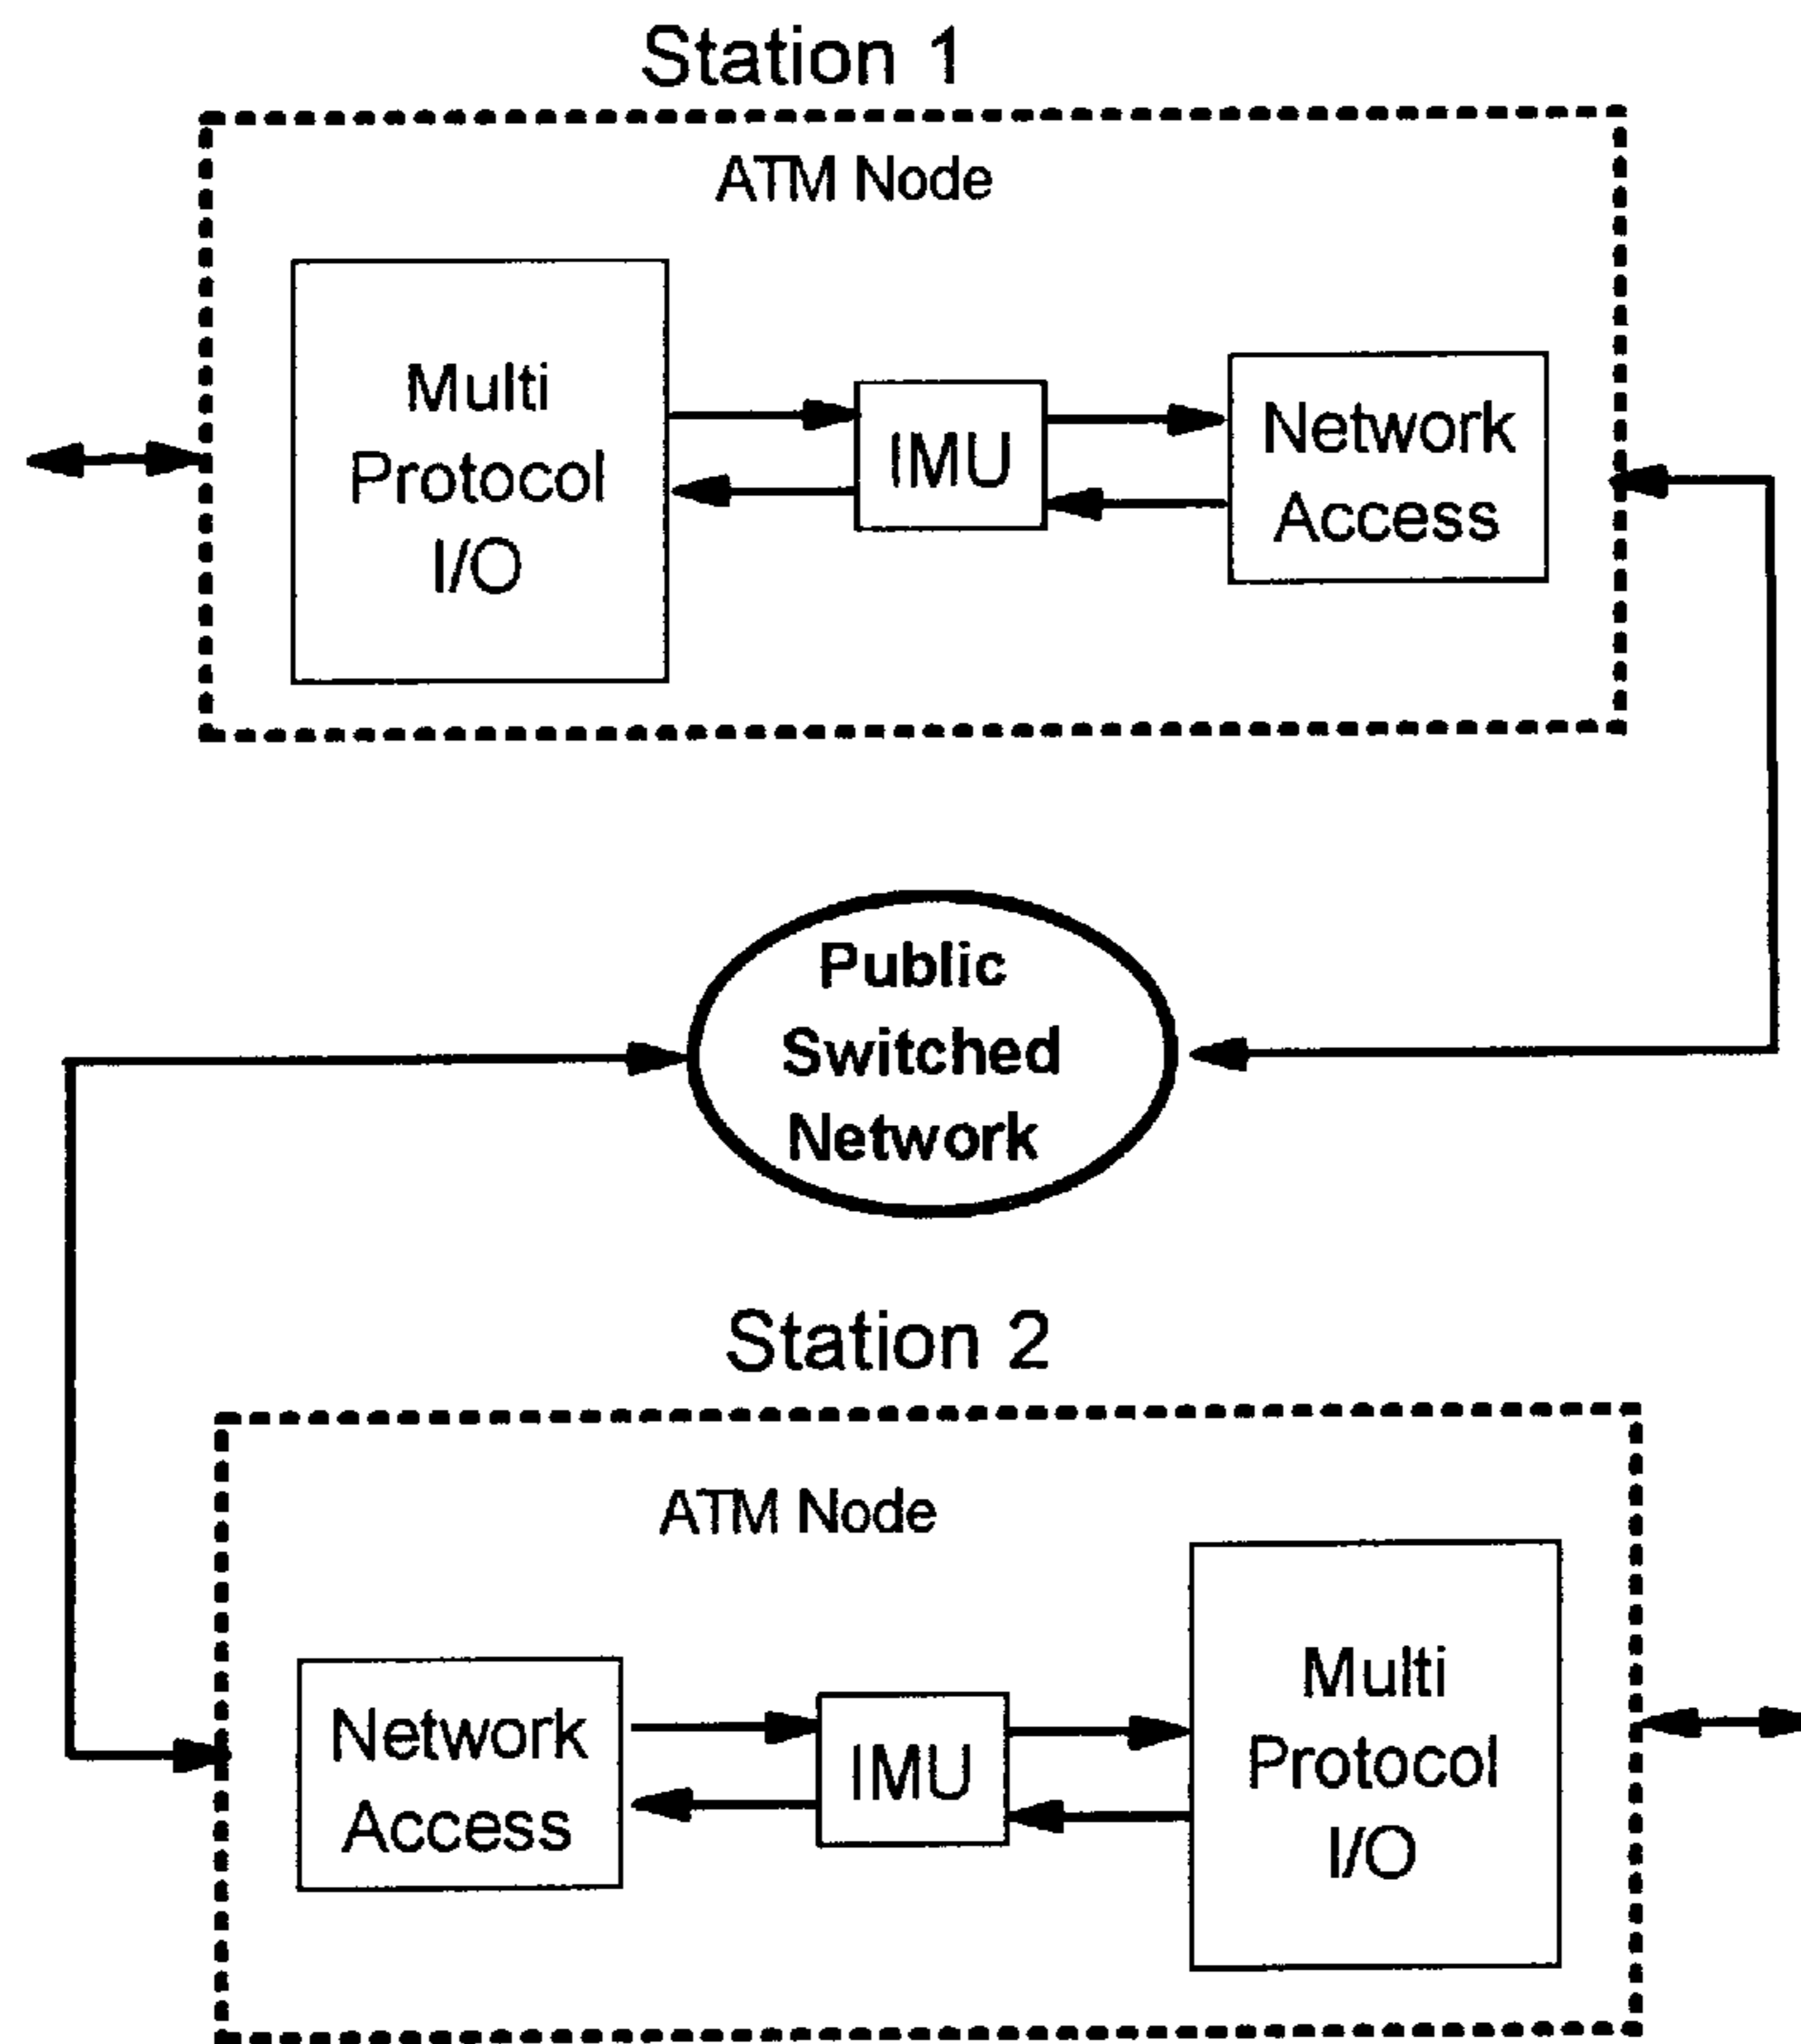 Station 1
ATM Node
Multi
Protocol
I/O
IMU
Network
Access
Public
Switched
Network
Station 2
ATM Node
Network
Access
IMU
Multi
Protocol
I/O